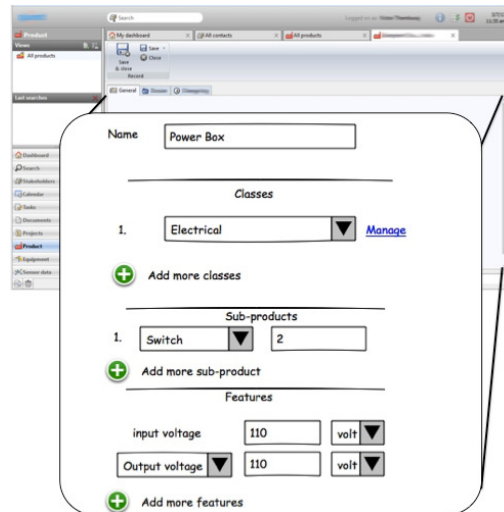 Search
Product
My dashboard
All contacts
All products
Views
All products
Save
& close
Save
Close
Record
General
Last searches
Dashboard
Search
Stakeholders
Calendar
Tasks
Documents
Projects
Product
Equipment
Sensor data
Name Power Box
Classes
1. Electrical Manage
Add more classes
Sub-products
1. Switch 2
Add more sub-product
Features
input voltage 110 volt
Output voltage 110 volt
Add more features